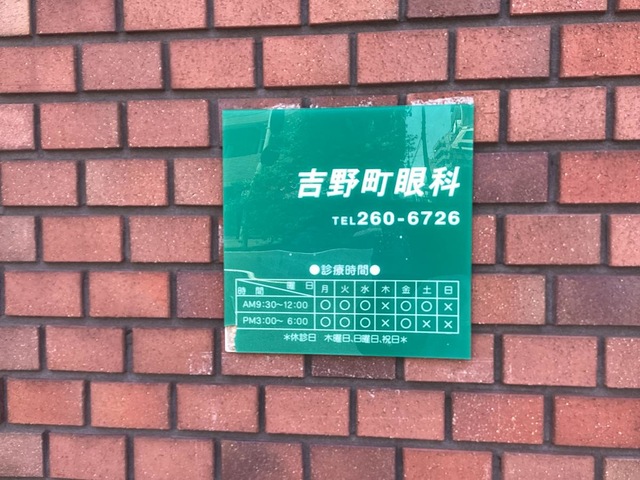 吉野町眼科
TEL260-6726
●診療時間●
時間 曜日 月 火 水 木 金 土 日
AM9:30〜12:00 ○ ○ ○ × ○ ○ ×
PM3:00〜 6:00 ○ ○ ○ × ○ × ×
*休診日 木曜日、日曜日、祝日*